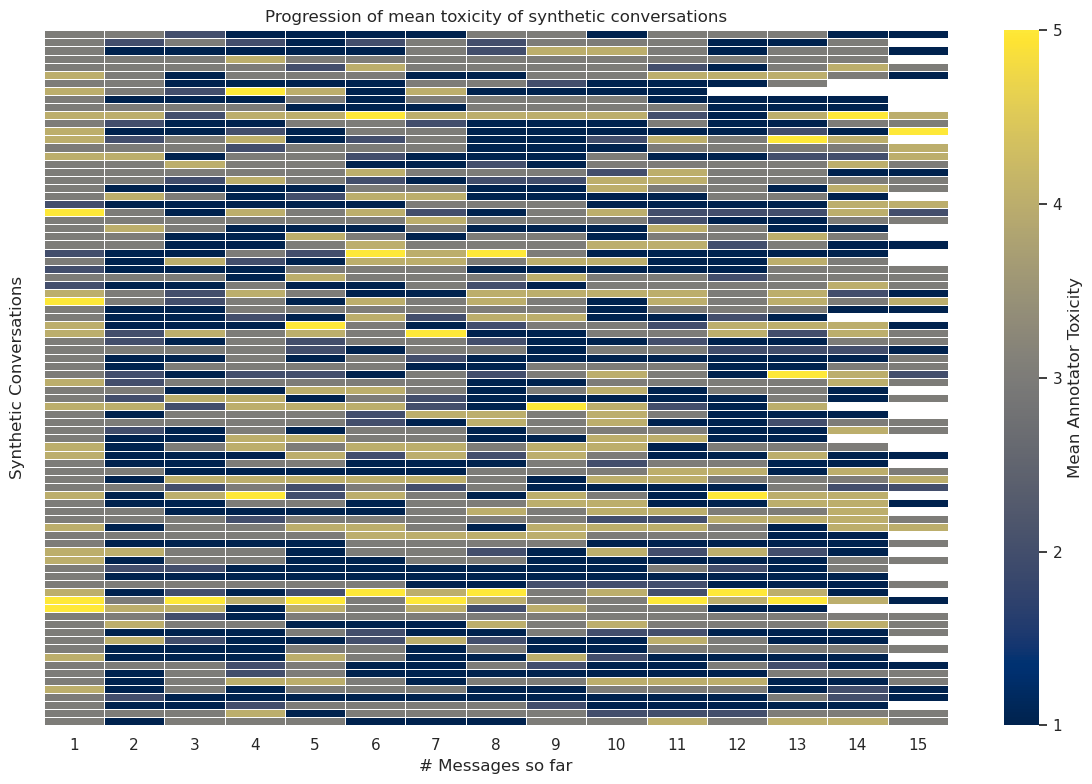 Progression of mean toxicity of synthetic conversations
Synthetic Conversations
1 2 3 4 5 6 7 8 9 10 11 12 13 14 15
# Messages so far
5
4
3
2
1
Mean Annotator Toxicity